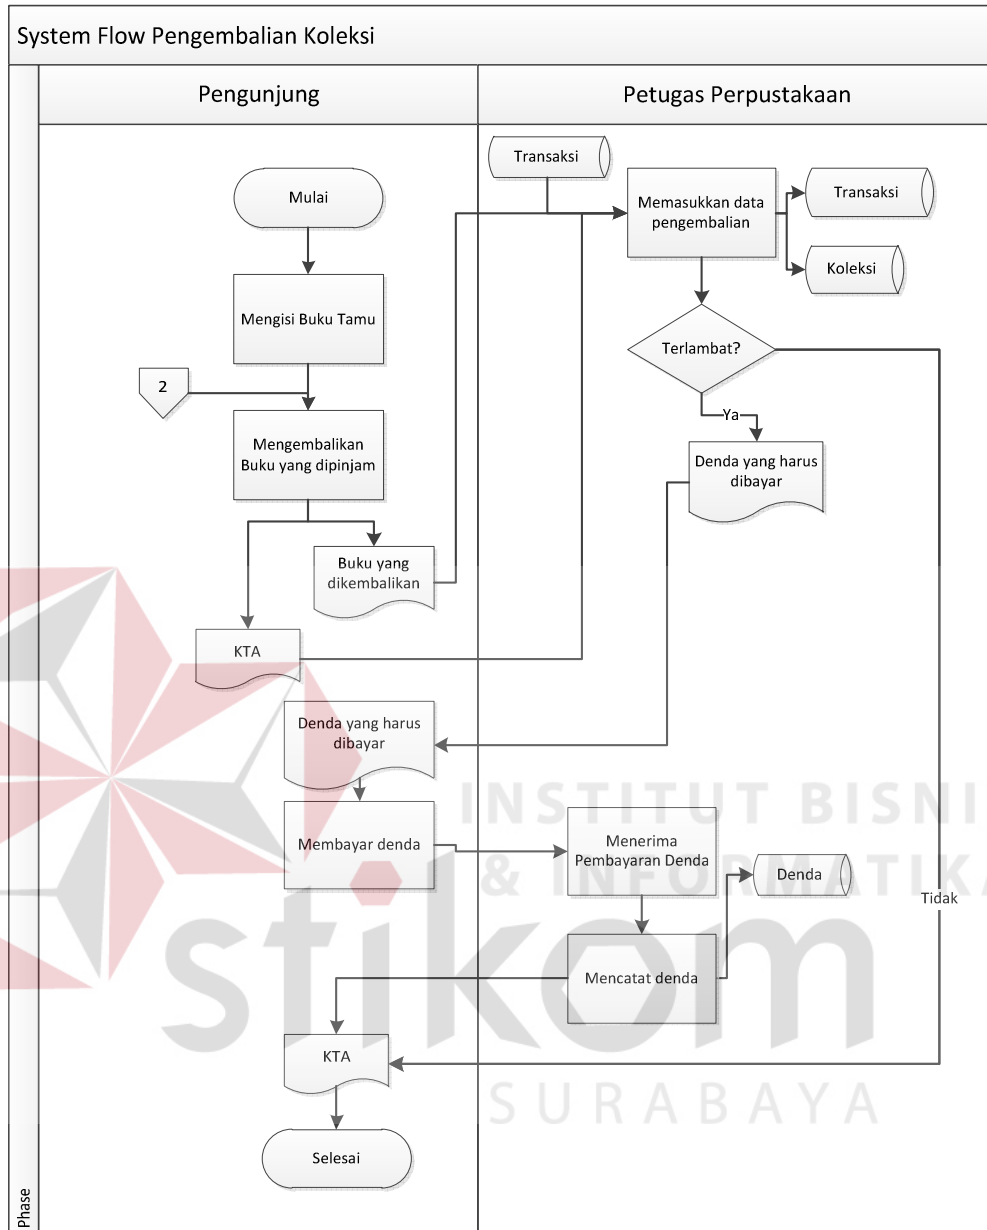 System Flow Pengembalian Koleksi
Pengunjung
Petugas Perpustakaan
Transaksi
Mulai
Memasukkan data
pengembalian
Transaksi
Koleksi
Mengisi Buku Tamu
Terlambat?
2
Ya
Mengembalikan
Buku yang dipinjam
Denda yang harus
dibayar
Buku yang
dikembalikan
KTA
Denda yang harus
dibayar
INSTITUT BISNI
& INFORMATIKA
Membayar denda
Menerima
Pembayaran Denda
Denda
Tidak
stikom
Mencatat denda
KTA
SURABAYA
Selesai
Phase